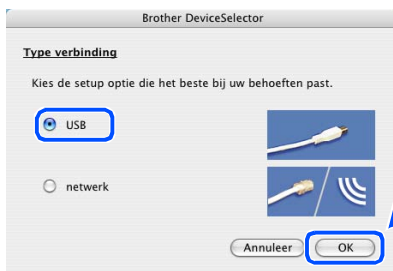 Brother DeviceSelector
Type verbinding
Kies de setup optie die het beste bij uw behoeften past.
USB
netwerk
Annuleer OK